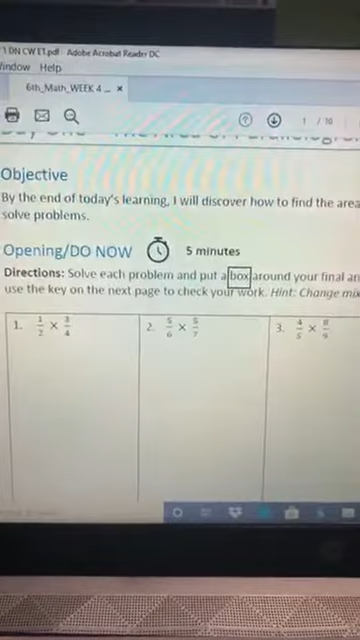 1 DN CW E1.pdf - Adobe Acrobat Reader DC
Window Help
6th_Math_WEEK 4 ... ×
1 / 10
Objective
By the end of today's learning, I will discover how to find the area
solve problems.
Opening/DO NOW 5 minutes
Directions: Solve each problem and put a box around your final an
use the key on the next page to check your work. Hint: Change mix
1. 1/2 × 3/4 2. 5/6 × 5/7 3. 4/5 × 8/9